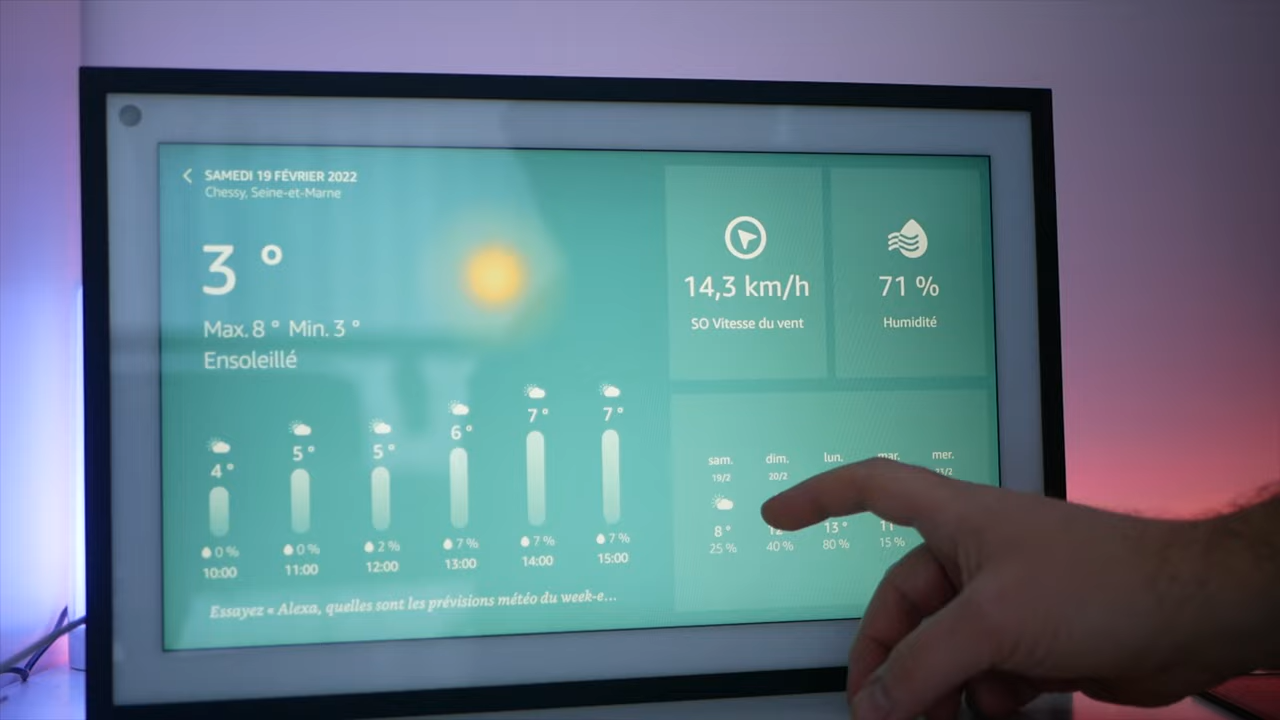 SAMEDI 19 FÉVRIER 2022
Chessy, Seine-et-Marne
3 °
Max. 8 ° Min. 3 °
Ensoleillé
14,3 km/h
SO Vitesse du vent
71 %
Humidité
4 ° 5 ° 5 ° 6 ° 7 ° 7 °
0 % 0 % 2 % 7 % 7 % 7 %
10:00 11:00 12:00 13:00 14:00 15:00
Essayez « Alexa, quelles sont les prévisions météo du week-e...
sam. dim. lun. mar. mer.
19/2 20/2
8 ° 12 13 ° 11
25 % 40 % 80 % 15 %